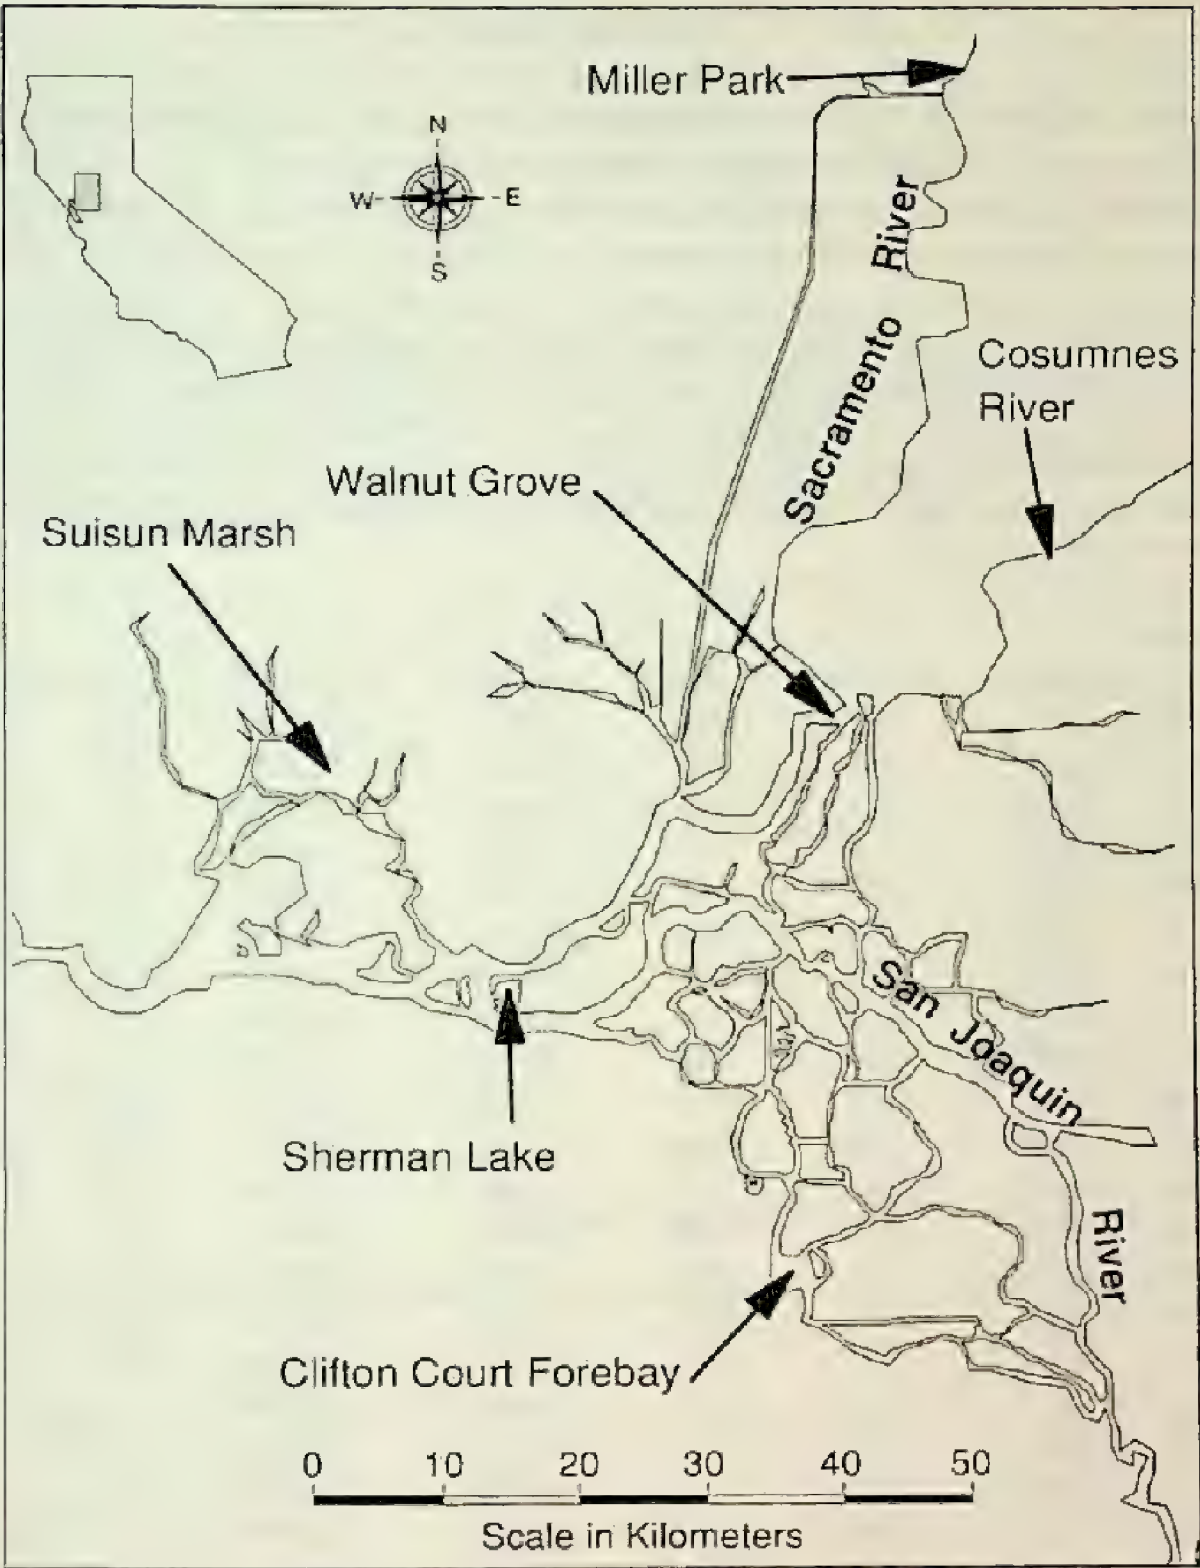 Miller Park
N
W
E
S
Sacramento River
Cosumnes
River
Walnut Grove
Suisun Marsh
San Joaquin
River
Sherman Lake
Clifton Court Forebay
0 10 20 30 40 50
Scale in Kilometers